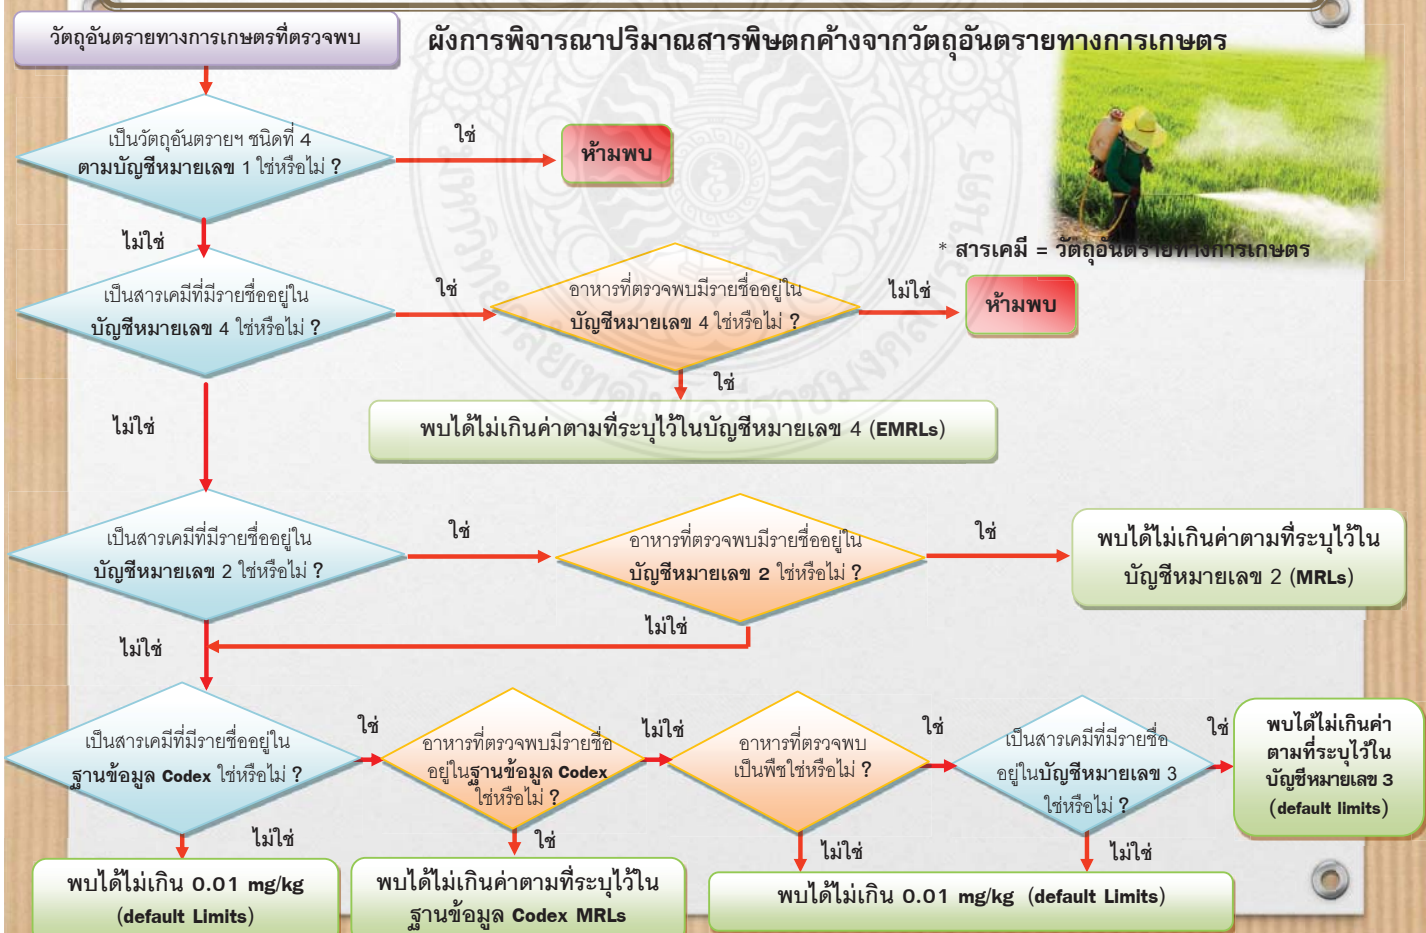 วัตถุอันตรายทางการเกษตรที่ตรวจพบ
ผังการพิจารณาปริมาณสารพิษตกค้างจากวัตถุอันตรายทางการเกษตร
เป็นวัตถุอันตรายฯ ชนิดที่ 4
ตามบัญชีหมายเลข 1 ใช่หรือไม่ ?
ใช่
ห้ามพบ
ไม่ใช่
* สารเคมี = วัตถุอันตรายทางการเกษตร
เป็นสารเคมีที่มีรายชื่ออยู่ใน
บัญชีหมายเลข 4 ใช่หรือไม่ ?
ใช่
อาหารที่ตรวจพบมีรายชื่ออยู่ใน
บัญชีหมายเลข 4 ใช่หรือไม่ ?
ไม่ใช่
ห้ามพบ
ใช่
พบได้ไม่เกินค่าตามที่ระบุไว้ในบัญชีหมายเลข 4 (EMRLs)
ไม่ใช่
เป็นสารเคมีที่มีรายชื่ออยู่ใน
บัญชีหมายเลข 2 ใช่หรือไม่ ?
ใช่
อาหารที่ตรวจพบมีรายชื่ออยู่ใน
บัญชีหมายเลข 2 ใช่หรือไม่ ?
ใช่
พบได้ไม่เกินค่าตามที่ระบุไว้ใน
บัญชีหมายเลข 2 (MRLs)
ไม่ใช่
ไม่ใช่
เป็นสารเคมีที่มีรายชื่ออยู่ใน
ฐานข้อมูล Codex ใช่หรือไม่ ?
ใช่
อาหารที่ตรวจพบมีรายชื่อ
อยู่ในฐานข้อมูล Codex
ใช่หรือไม่ ?
ไม่ใช่
อาหารที่ตรวจพบ
เป็นพืชใช่หรือไม่ ?
ใช่
เป็นสารเคมีที่มีรายชื่อ
อยู่ในบัญชีหมายเลข 3
ใช่หรือไม่ ?
ใช่
พบได้ไม่เกินค่า
ตามที่ระบุไว้ใน
บัญชีหมายเลข 3
(default limits)
ไม่ใช่
พบได้ไม่เกิน 0.01 mg/kg
(default Limits)
ใช่
พบได้ไม่เกินค่าตามที่ระบุไว้ใน
ฐานข้อมูล Codex MRLs
ไม่ใช่
ไม่ใช่
พบได้ไม่เกิน 0.01 mg/kg (default Limits)